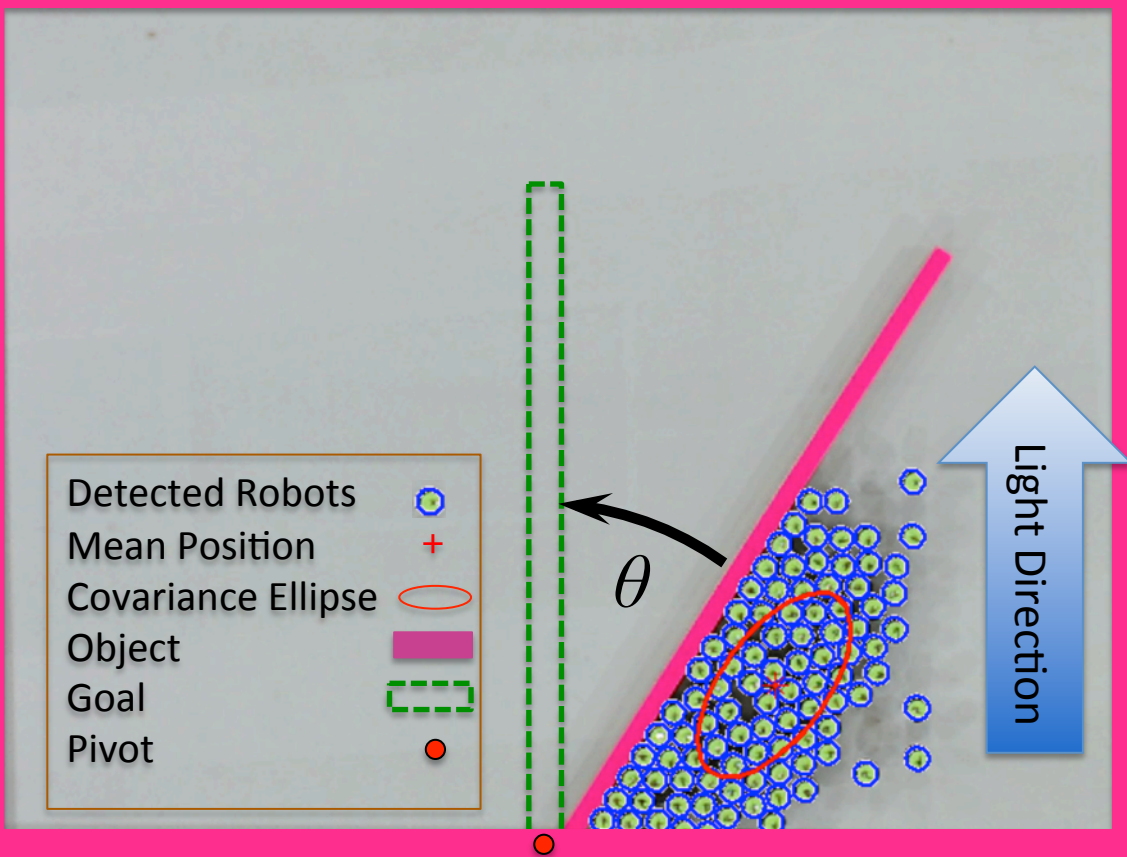 Detected Robots
Mean Position
Covariance Ellipse
Object
Goal
Pivot
θ
Light Direction